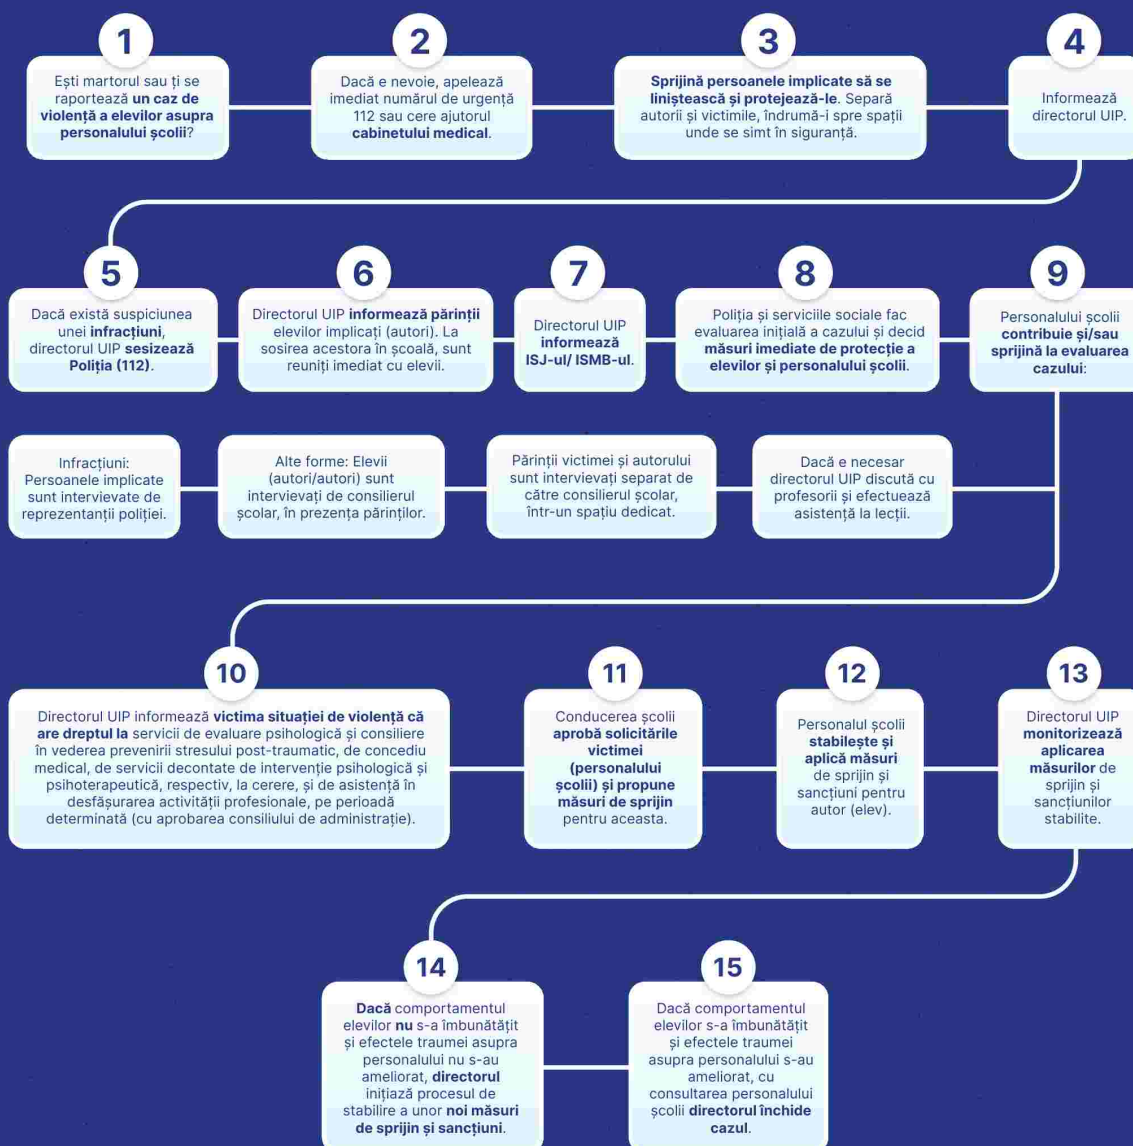 1
Ești martorul sau ți se
raportează un caz de
violență a elevilor asupra
personalului școlii?
2
Dacă e nevoie, apelează
imediat numărul de urgență
112 sau cere ajutorul
cabinetului medical.
3
Sprijină persoanele implicate să se
liniștească și protejează-le. Separă
autorii și victimile, îndrumă-i spre spații
unde se simt în siguranță.
4
Informează
directorul UIP.
5
Dacă există suspiciunea
unei infracțiuni,
directorul UIP sesizează
Poliția (112).
6
Directorul UIP informează părinții
elevilor implicați (autori). La
sosirea acestora în școală, sunt
reuniți imediat cu elevii.
7
Directorul UIP
informează
ISJ-ul/ ISMB-ul.
8
Poliția și serviciile sociale fac
evaluarea inițială a cazului și decid
măsuri imediate de protecție a
elevilor și personalului școlii.
9
Personalului școlii
contribuie și/sau
sprijină la evaluarea
cazului:
Infracțiuni:
Persoanele implicate
sunt intervievate de
reprezentanții poliției.
Alte forme: Elevii
(autori/autori) sunt
intervievați de consilierul
școlar, în prezența părinților.
Părinții victimei și autorului
sunt intervievați separat de
către consilierul școlar,
într-un spațiu dedicat.
Dacă e necesar
directorul UIP discută cu
profesorii și efectuează
asistență la lecții.
10
Directorul UIP informează victima situației de violență că
are dreptul la servicii de evaluare psihologică și consiliere
în vederea prevenirii stresului post-traumatic, de concediu
medical, de servicii decontate de intervenție psihologică și
psihoterapeutică, respectiv, la cerere, și de asistență în
desfășurarea activității profesionale, pe perioadă
determinată (cu aprobarea consiliului de administrație).
11
Conducerea școlii
aprobă solicitările
victimei
(personalului
școlii) și propune
măsuri de sprijin
pentru aceasta.
12
Personalul școlii
stabilește și
aplică măsuri
de sprijin și
sancțiuni pentru
autor (elev).
13
Directorul UIP
monitorizează
aplicarea
măsurilor de
sprijin și
sancțiunilor
stabilite.
14
Dacă comportamentul
elevilor nu s-a îmbunătățit
și efectele traumei asupra
personalului nu s-au
ameliorat, directorul
inițiază procesul de
stabilire a unor noi măsuri
de sprijin și sancțiuni.
15
Dacă comportamentul
elevilor s-a îmbunătățit
și efectele traumei
asupra personalului s-au
ameliorat, cu
consultarea personalului
școlii directorul închide
cazul.